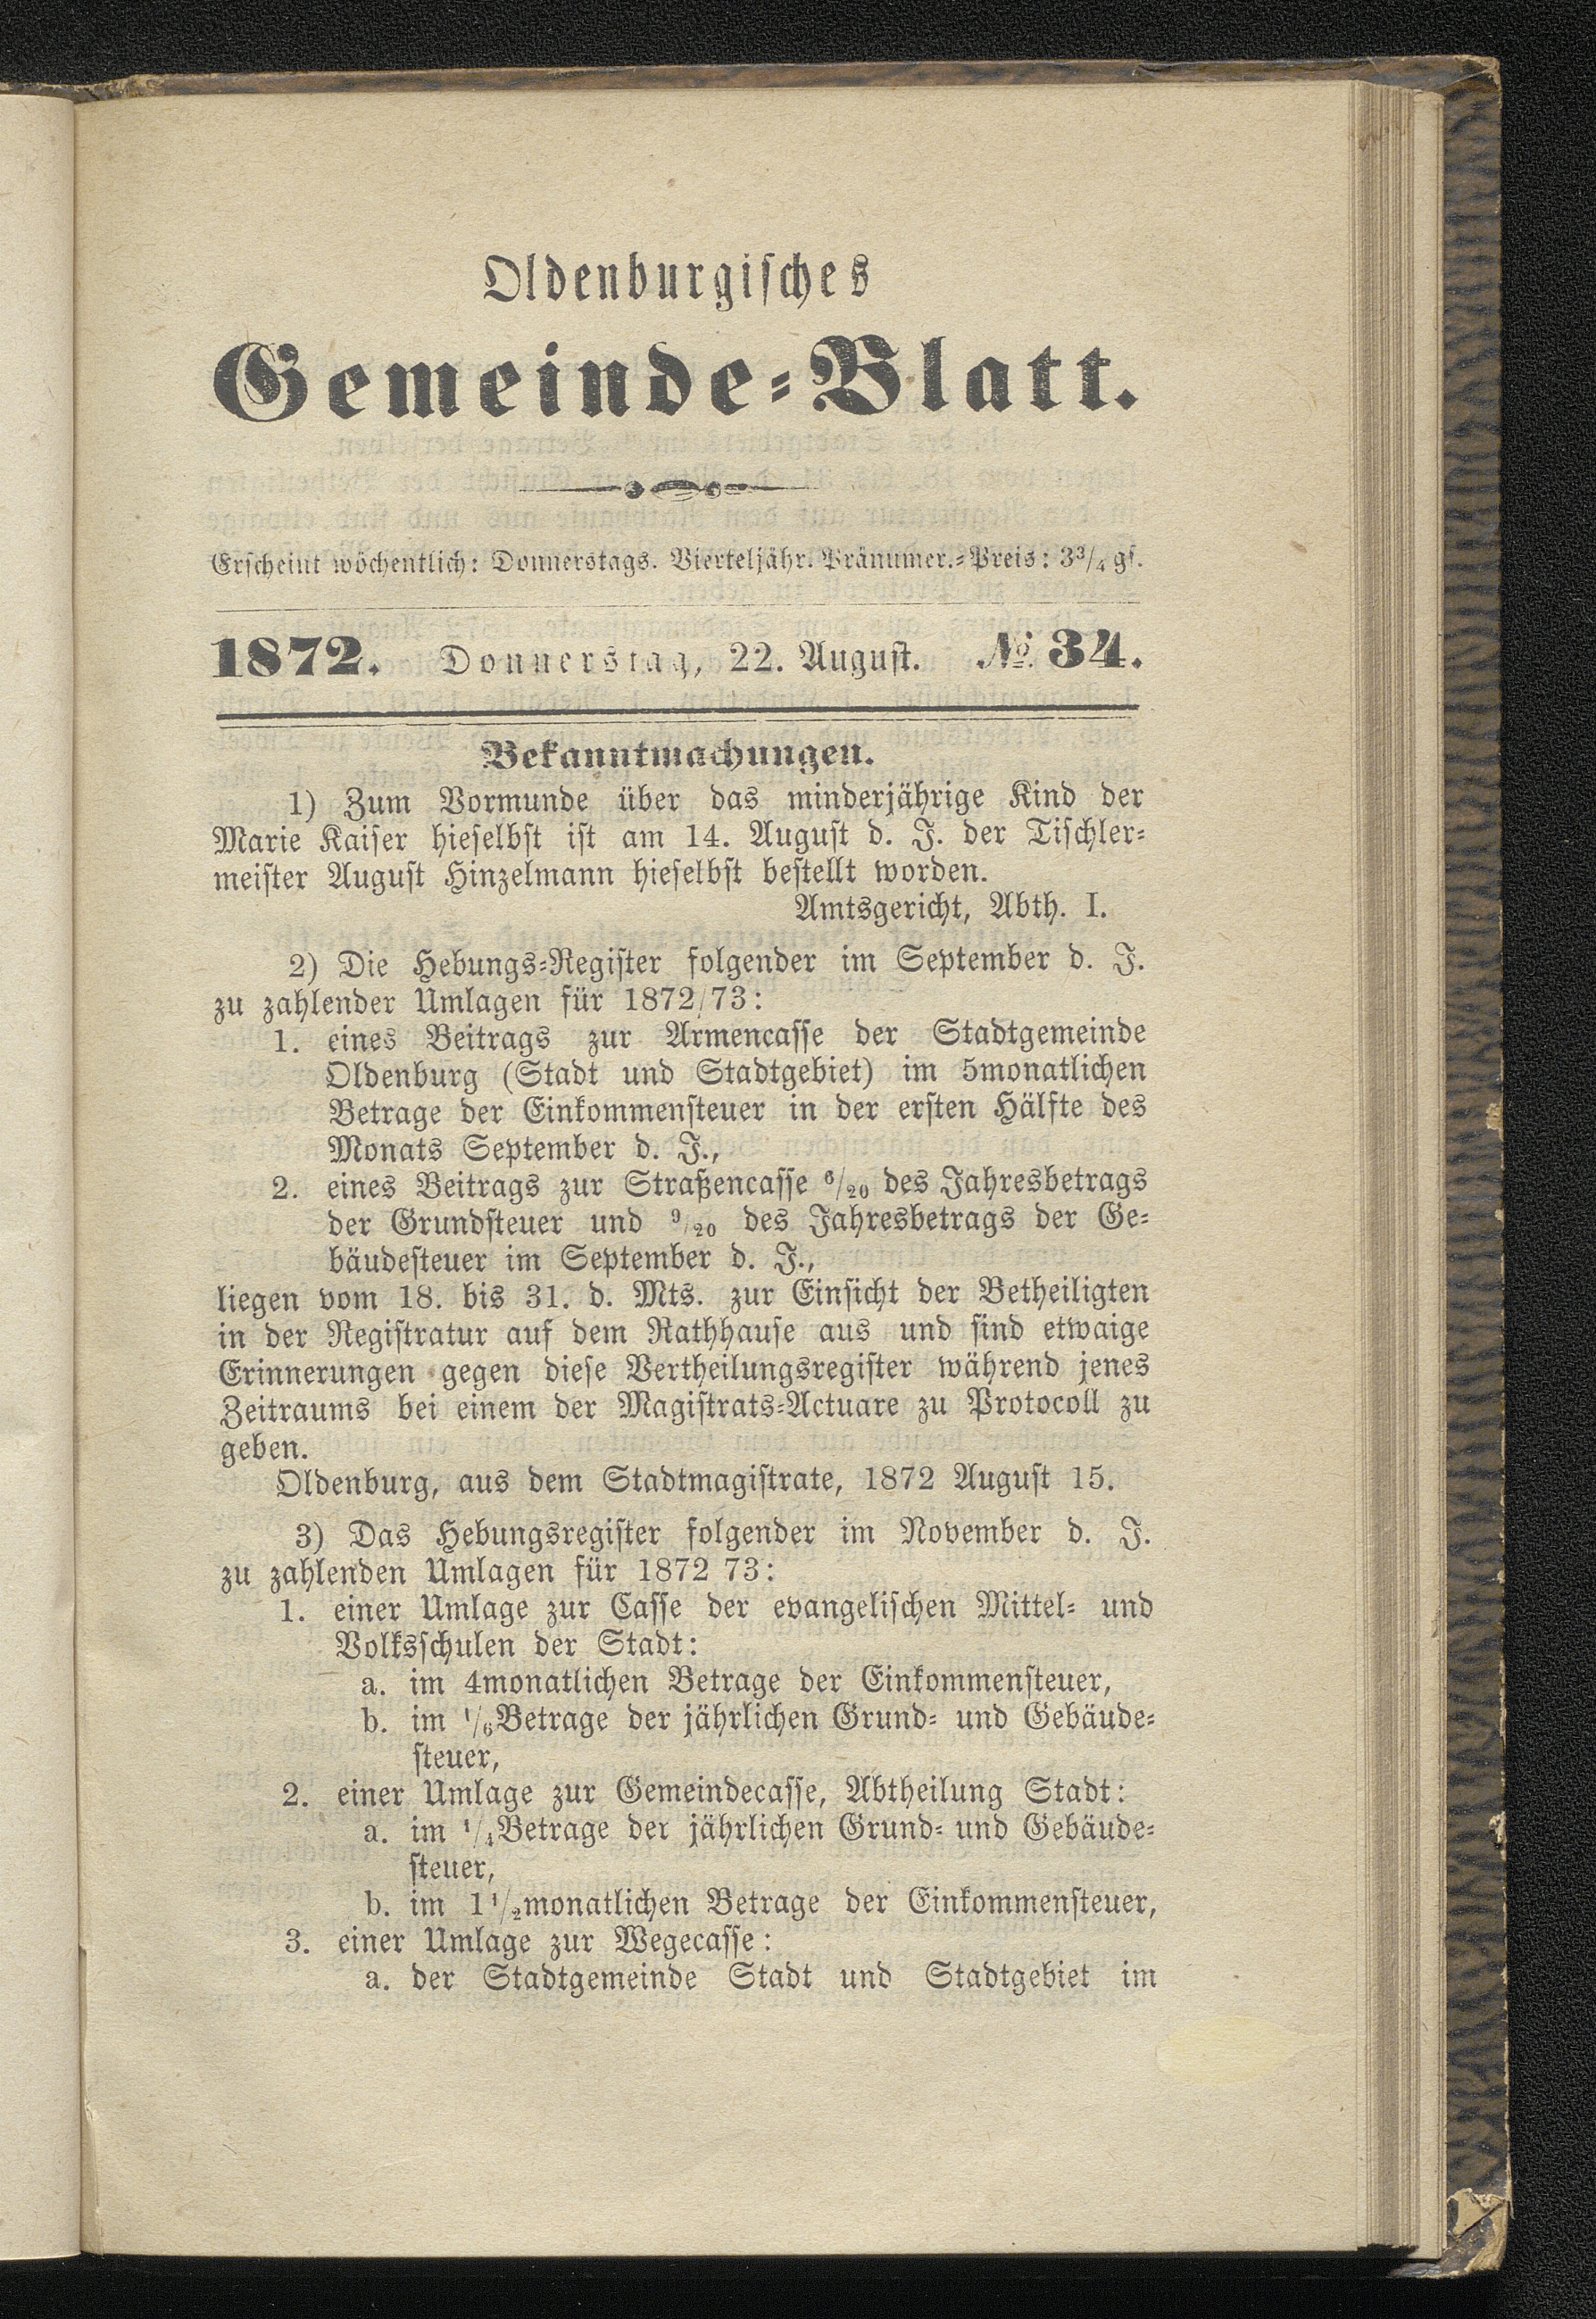 Oldenburgisches
Gemeinde-Blatt.
Erscheint wöchentlich: Donnerstags. Vierteljähr. Pränumer.-Preis: 3¾ gs.
1872. Donnerstag, 22. August. № 34.
Bekanntmachungen.
1) Zum Vormunde über das minderjährige Kind der
Marie Kaiser hieselbst ist am 14. August d. J. der Tischler-
meister August Hinzelmann hieselbst bestellt worden.
Amtsgericht, Abth. I.
2) Die Hebungs-Register folgender im September d. J.
zu zahlender Umlagen für 1872/73:
1. eines Beitrags zur Armencasse der Stadtgemeinde
Oldenburg (Stadt und Stadtgebiet) im 5monatlichen
Betrage der Einkommensteuer in der ersten Hälfte des
Monats September d. J.,
2. eines Beitrags zur Straßencasse 6/20 des Jahresbetrags
der Grundsteuer und 9/20 des Jahresbetrags der Ge-
bäudesteuer im September d. J.,
liegen vom 18. bis 31. d. Mts. zur Einsicht der Betheiligten
in der Registratur auf dem Rathhause aus und sind etwaige
Erinnerungen gegen diese Vertheilungsregister während jenes
Zeitraums bei einem der Magistrats-Actuare zu Protocoll zu
geben.
Oldenburg, aus dem Stadtmagistrate, 1872 August 15.
3) Das Hebungsregister folgender im November d. J.
zu zahlenden Umlagen für 1872 73:
1. einer Umlage zur Casse der evangelischen Mittel- und
Volksschulen der Stadt:
a. im 4monatlichen Betrage der Einkommensteuer,
b. im 1/6 Betrage der jährlichen Grund- und Gebäude-
steuer,
2. einer Umlage zur Gemeindecasse, Abtheilung Stadt:
a. im 1/4 Betrage der jährlichen Grund- und Gebäude-
steuer,
b. im 1½monatlichen Betrage der Einkommensteuer,
3. einer Umlage zur Wegecasse:
a. der Stadtgemeinde Stadt und Stadtgebiet im